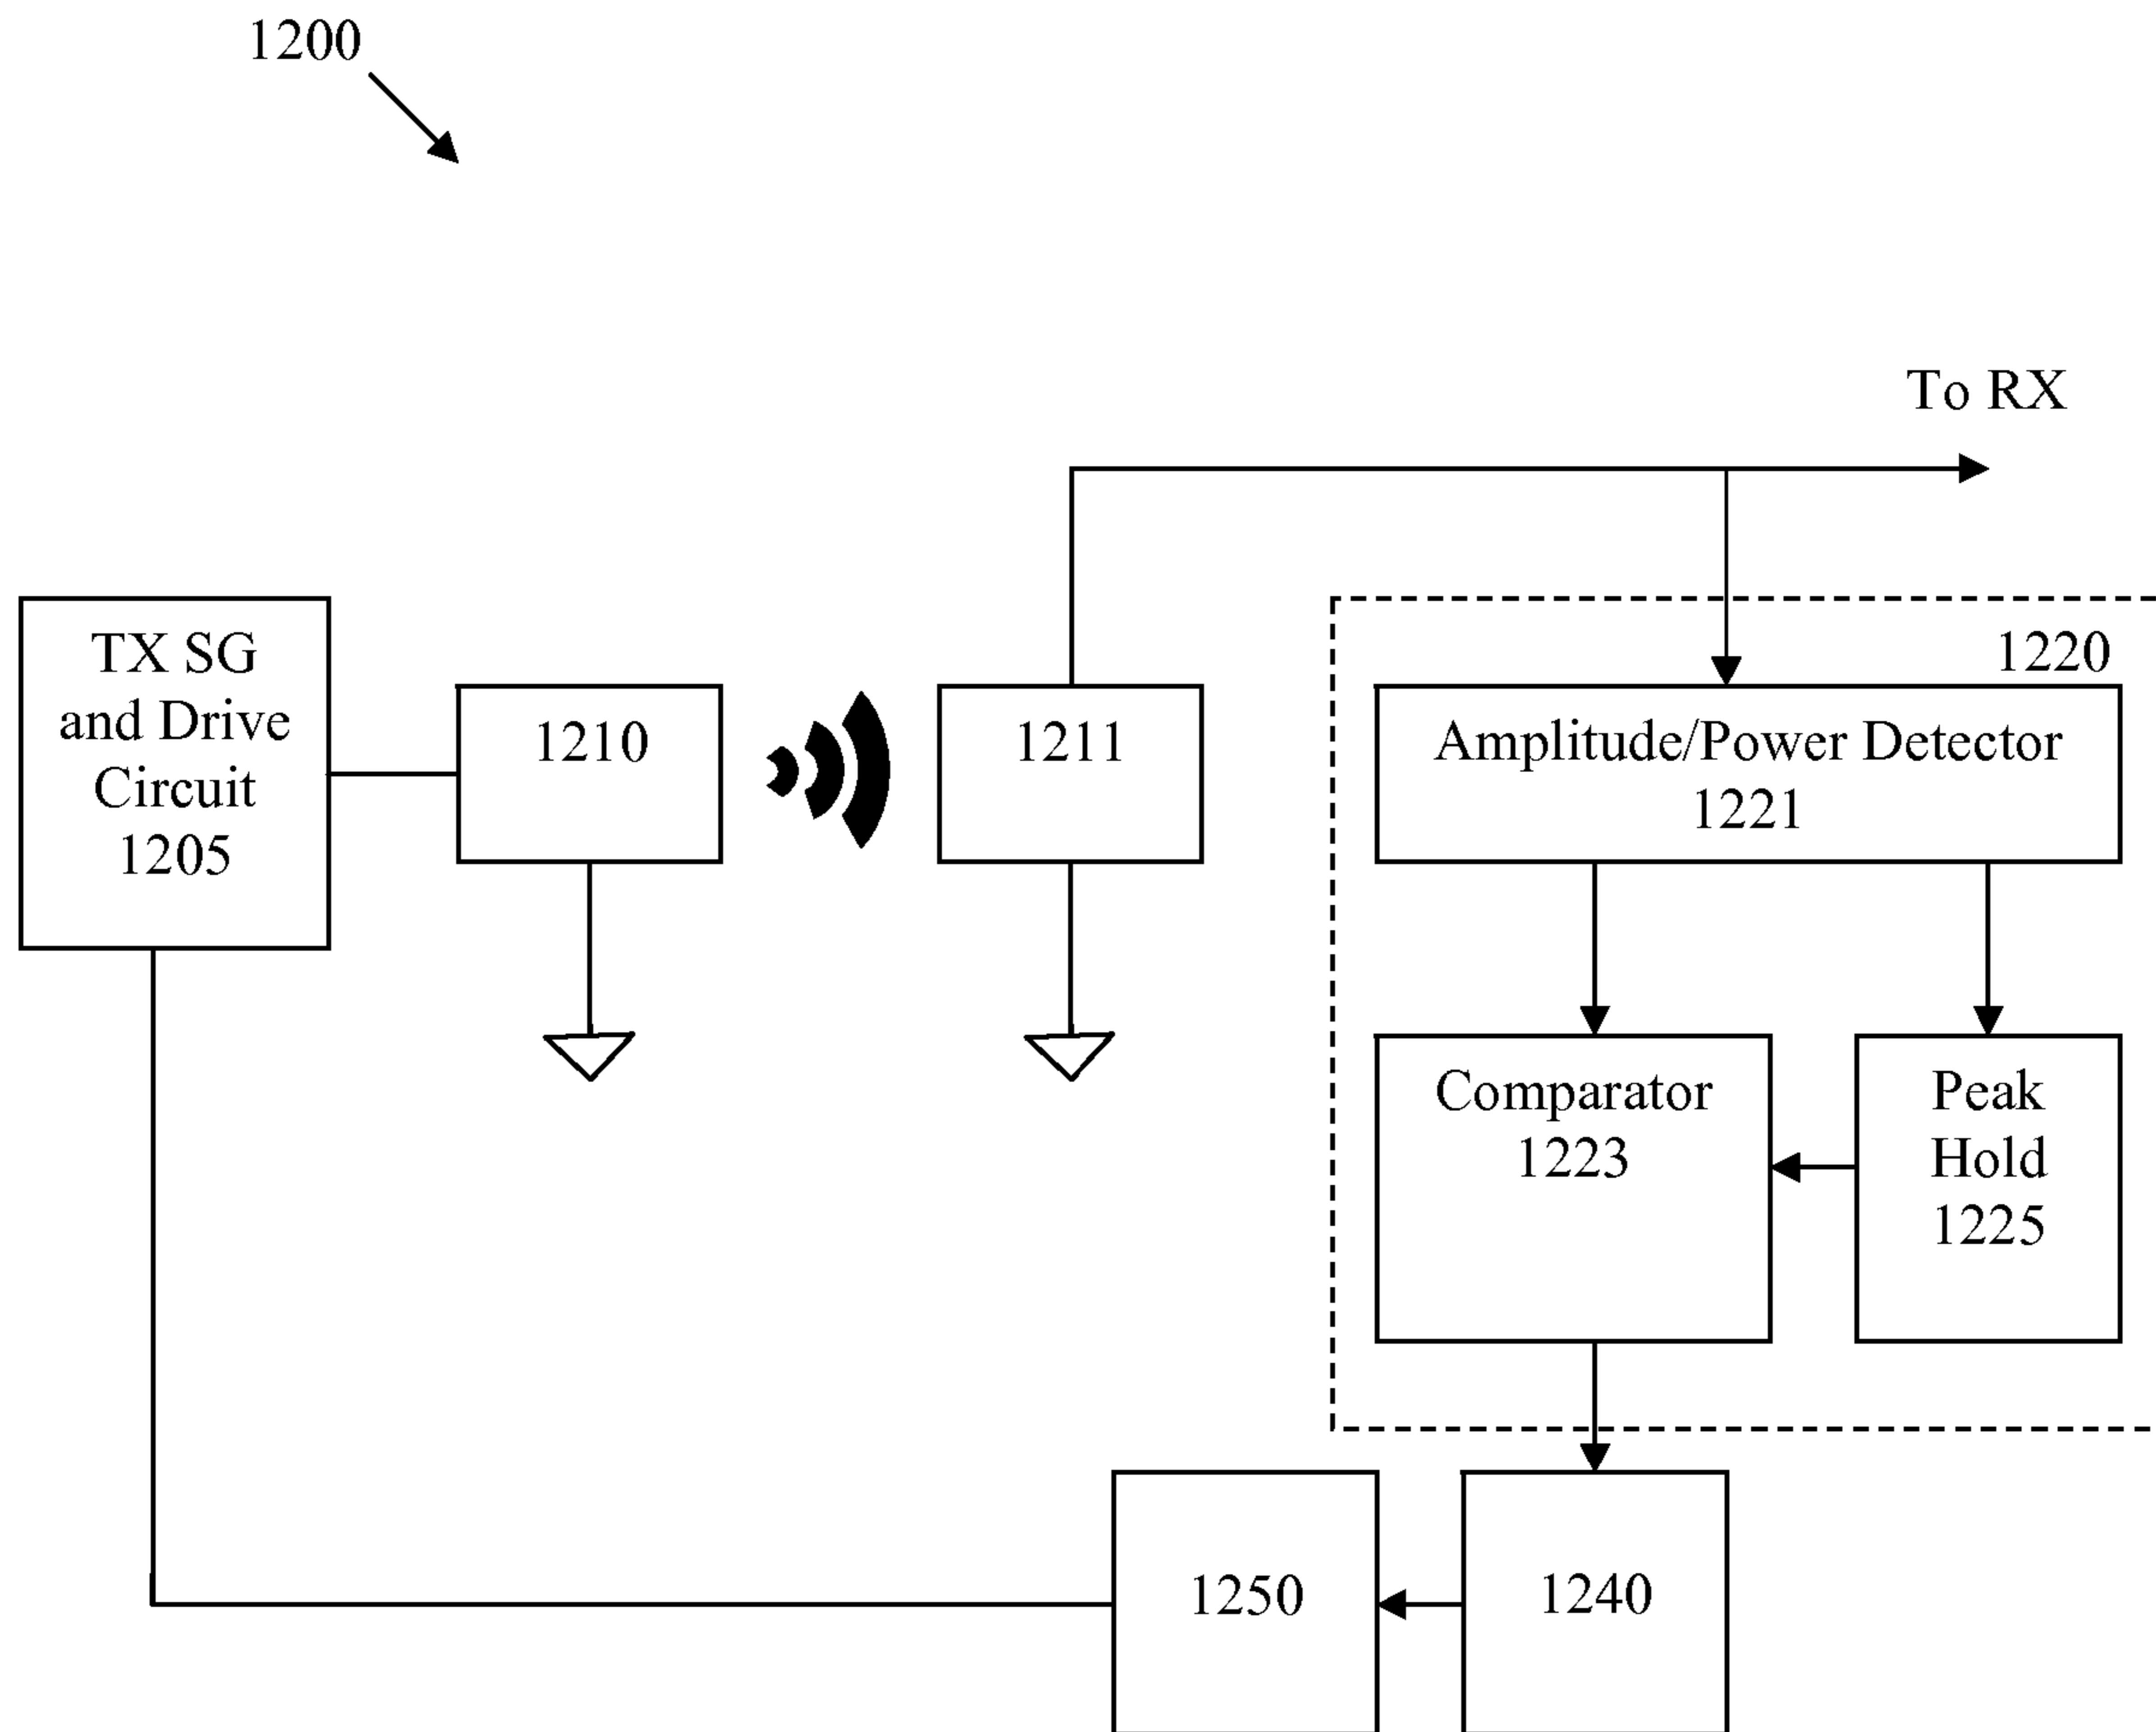 1200
To RX
TX SG
and Drive
Circuit
1205
1210
1211
1220
Amplitude/Power Detector
1221
Comparator
1223
Peak
Hold
1225
1250
1240